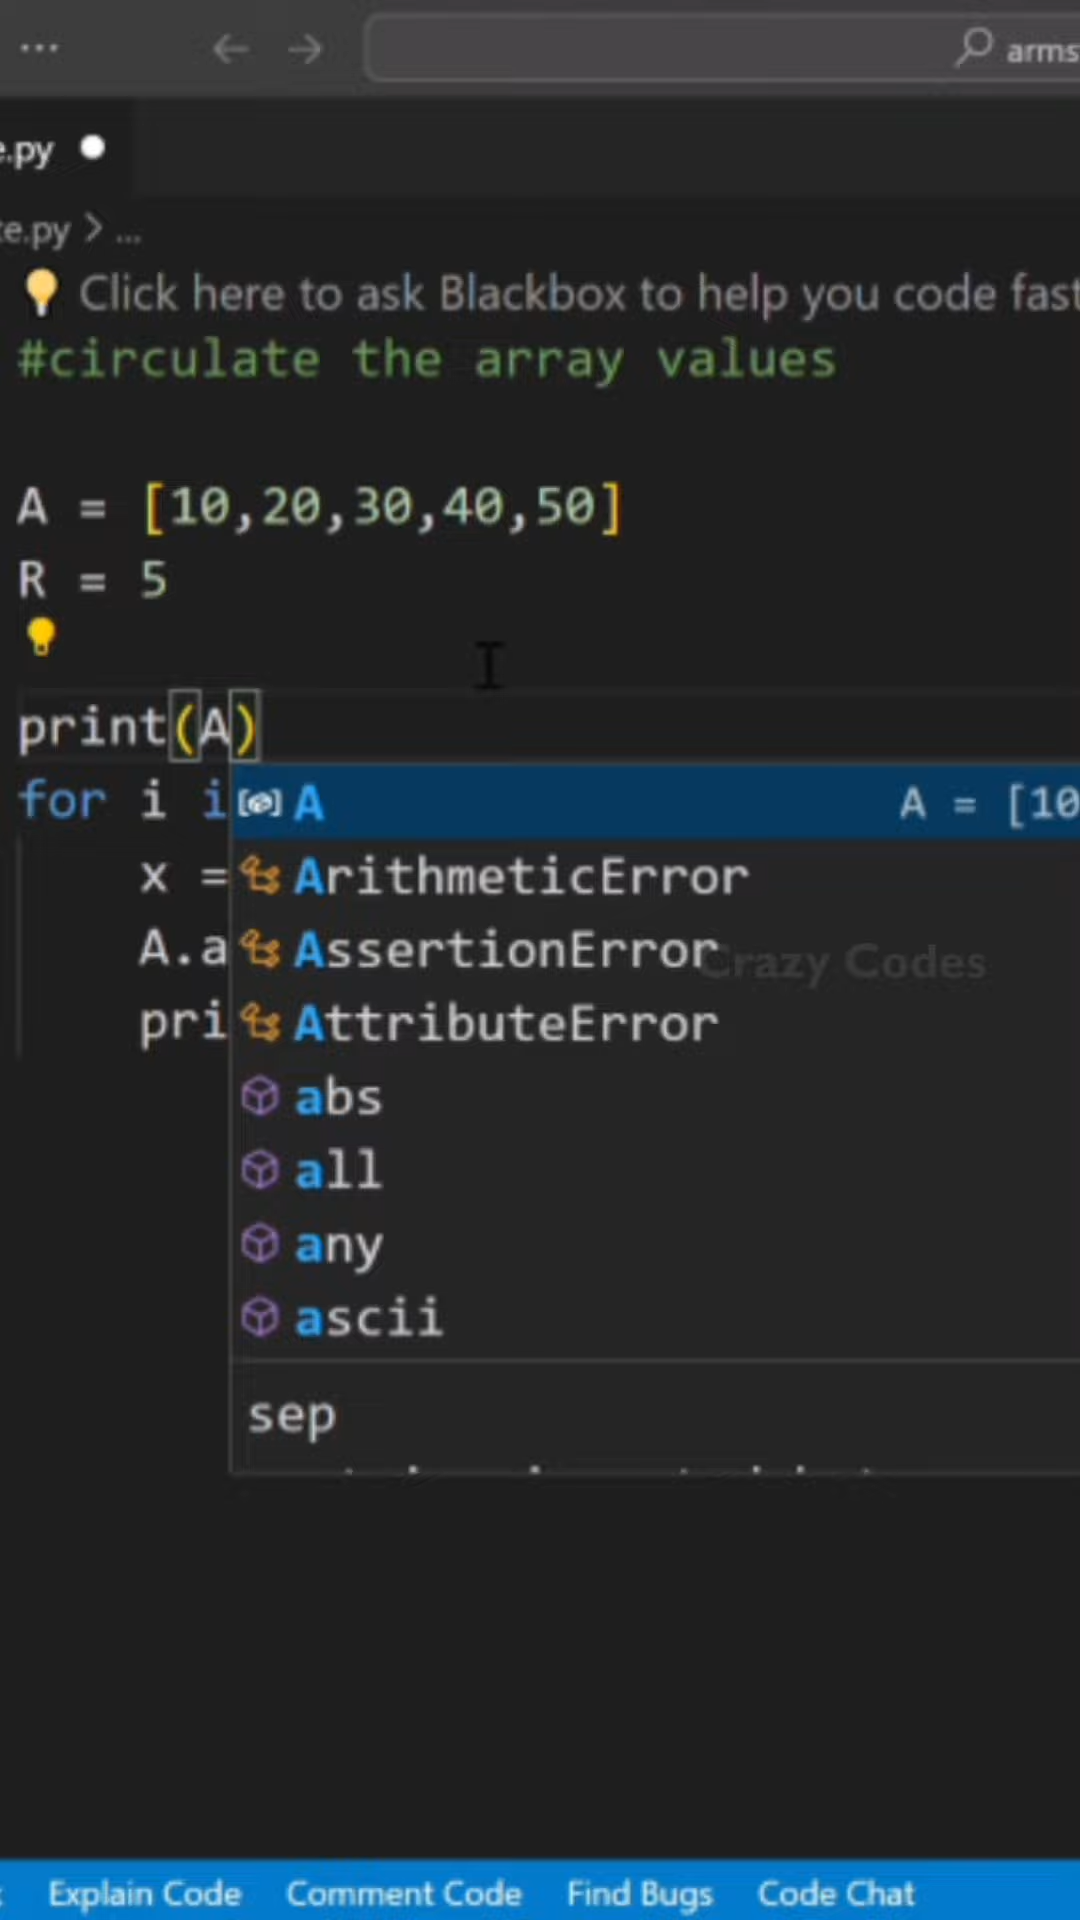 ...
arms
e.py
te.py > ...
Click here to ask Blackbox to help you code fast
#circulate the array values
A = [10,20,30,40,50]
R = 5
print(A)
for i i
A A = [10
x =
ArithmeticError
A.a
AssertionError
Crazy Codes
pri
AttributeError
abs
all
any
ascii
sep
Explain Code Comment Code Find Bugs Code Chat